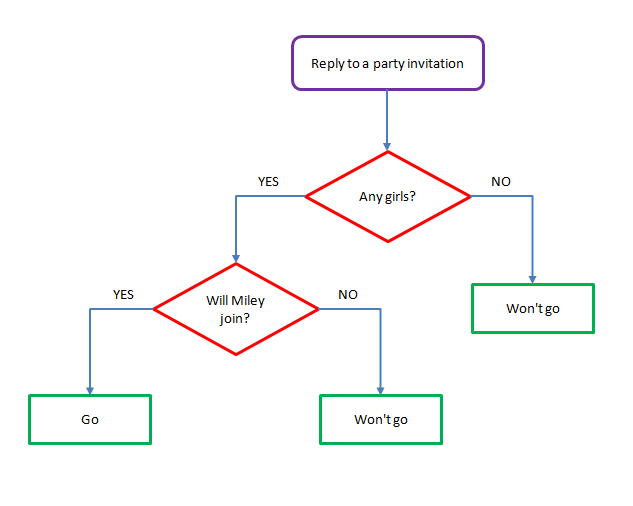 Reply to a party invitation
Any girls?
YES
NO
Will Miley
join?
Won't go
YES
NO
Go
Won't go